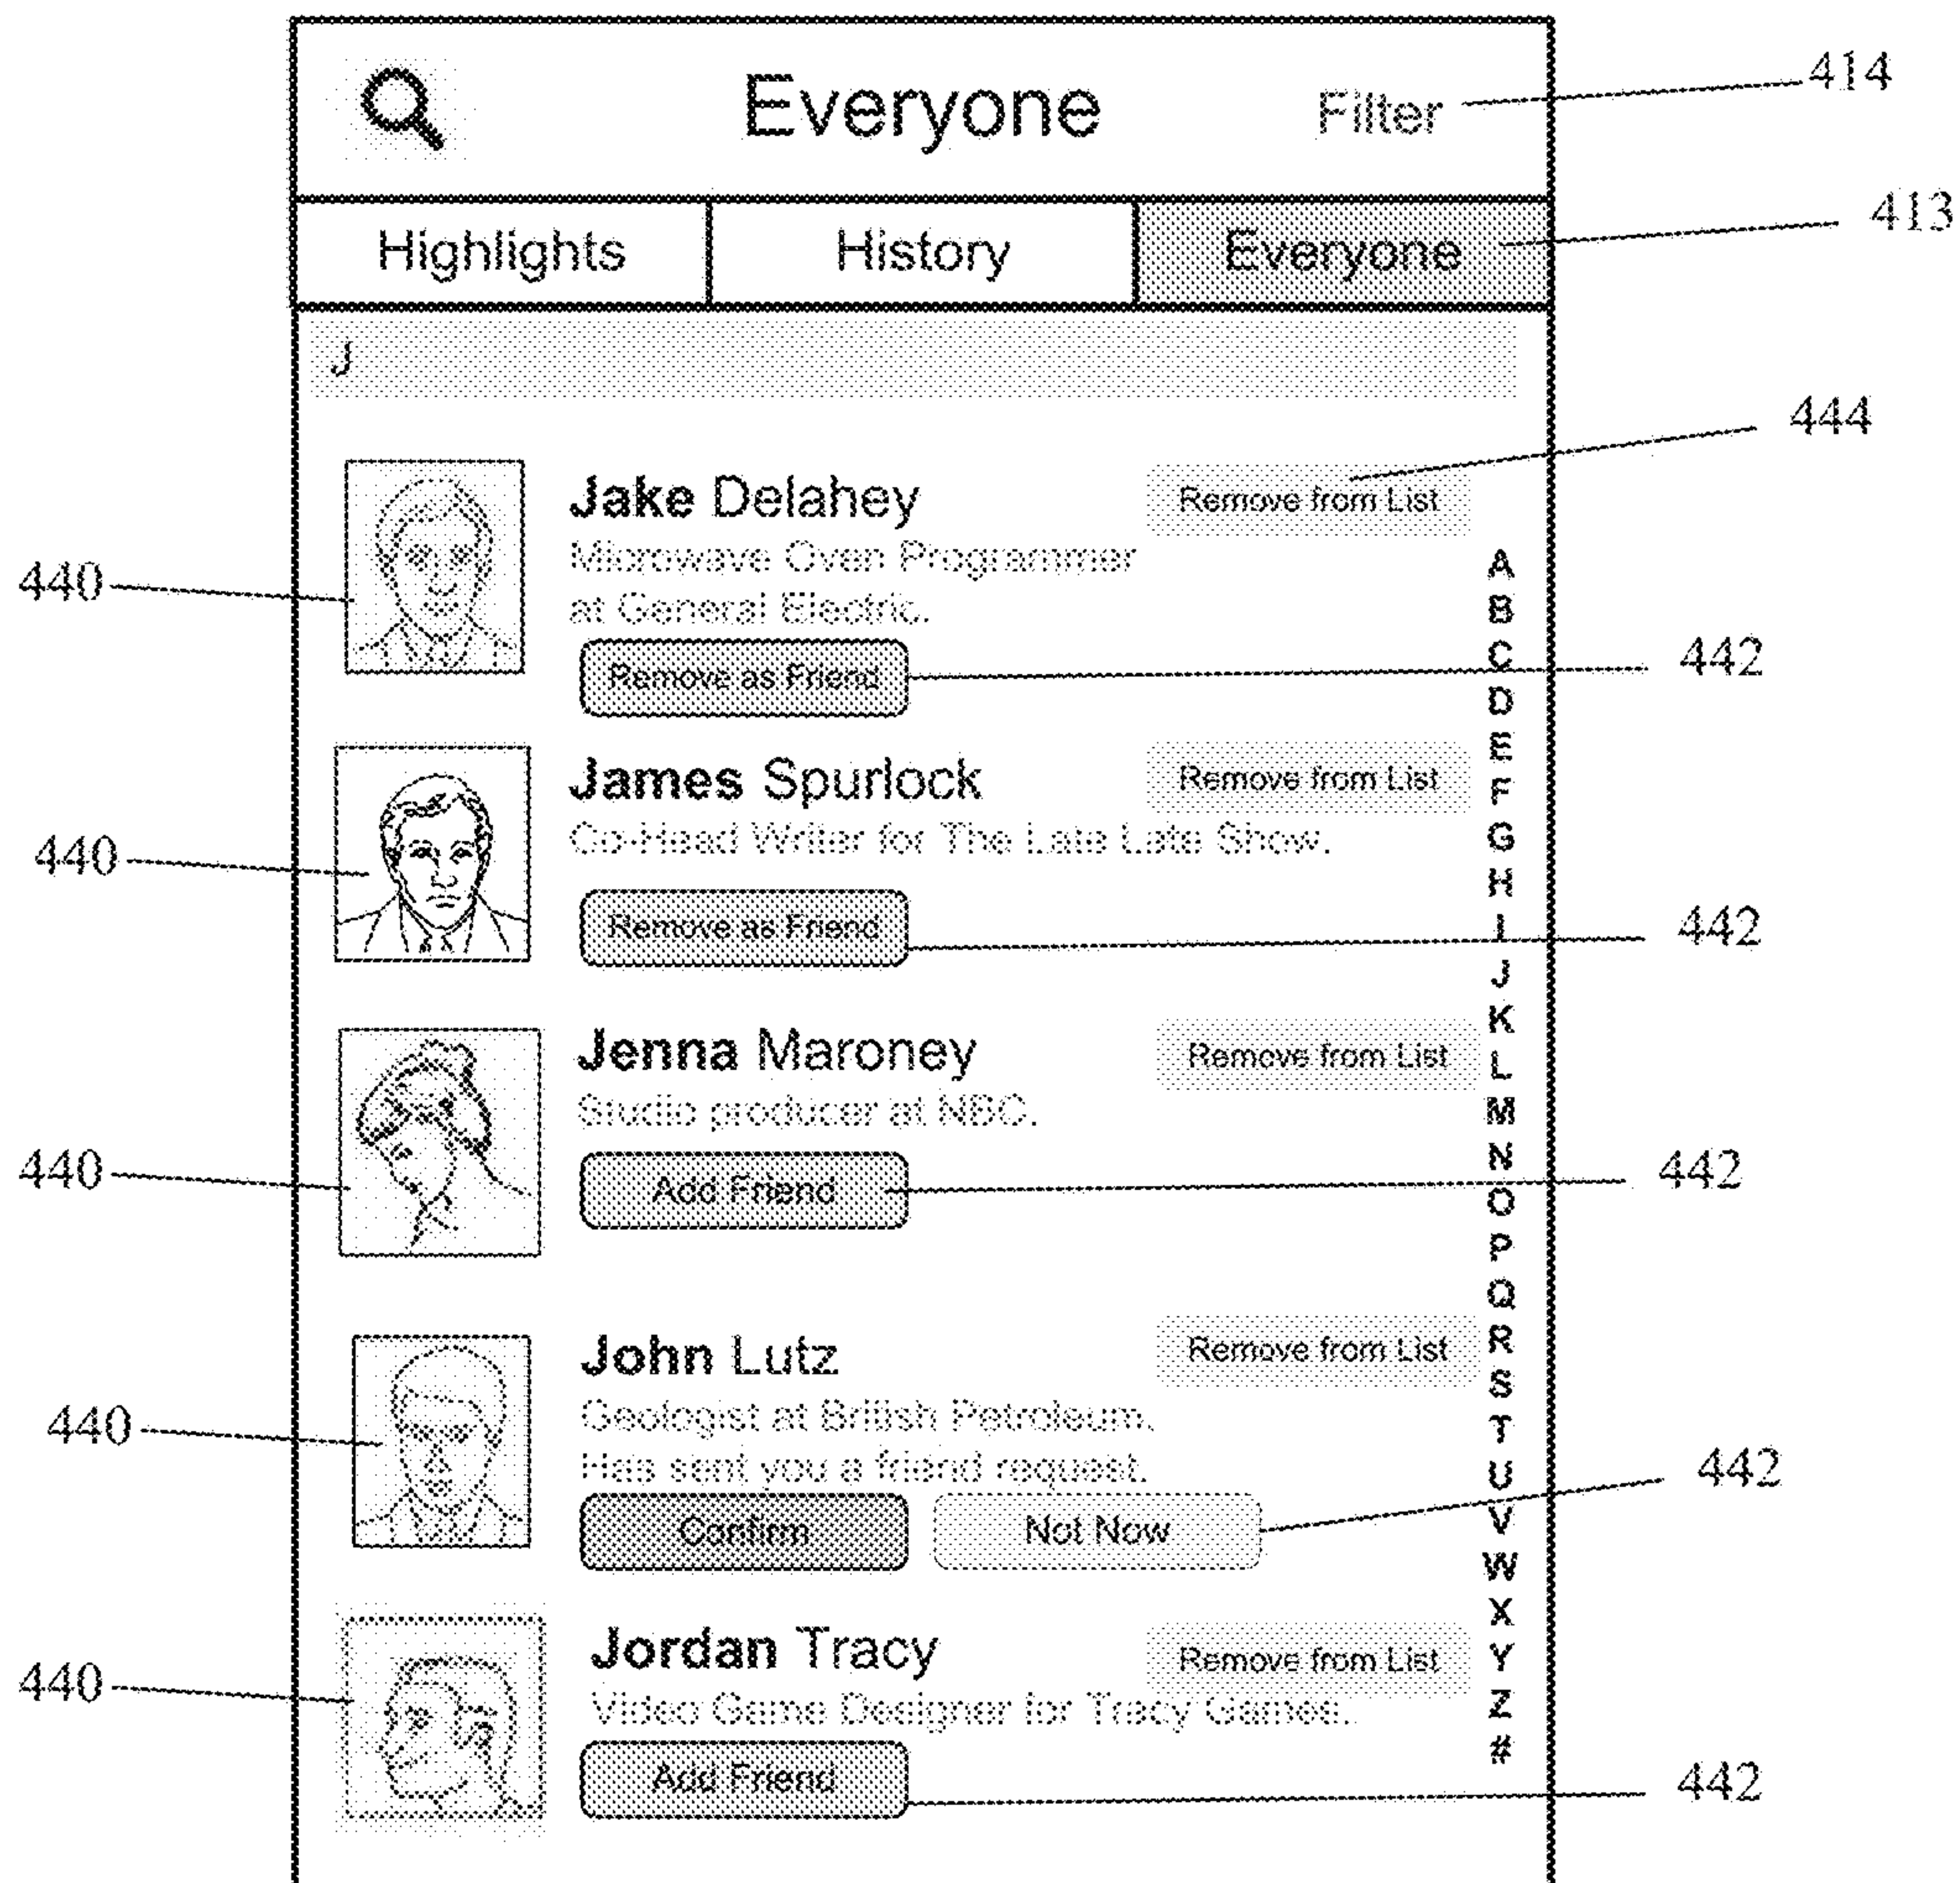 Everyone
Filter
414
Highlights
History
Everyone
413
J
444
Jake Delahey
Remove from List
Microwave Oven Programmer
at General Electric.
440
Remove as Friend
442
James Spurlock
Remove from List
Co-Head Writer for The Late Late Show.
440
Remove as Friend
442
Jenna Maroney
Remove from List
Studio producer at NBC.
440
Add Friend
442
John Lutz
Remove from List
Geologist at British Petroleum.
Has sent you a friend request.
440
Confirm
Not Now
442
Jordan Tracy
Remove from List
Video Game Designer for Tracy Games.
440
Add Friend
442
A
B
C
D
E
F
G
H
I
J
K
L
M
N
O
P
Q
R
S
T
U
V
W
X
Y
Z
#